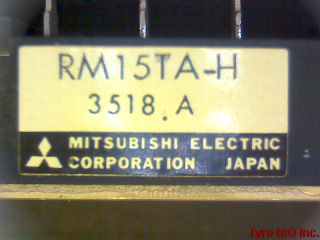 RM15TA-H
3518.A
MITSUBISHI ELECTRIC
CORPORATION JAPAN
Tyro teQ Inc.